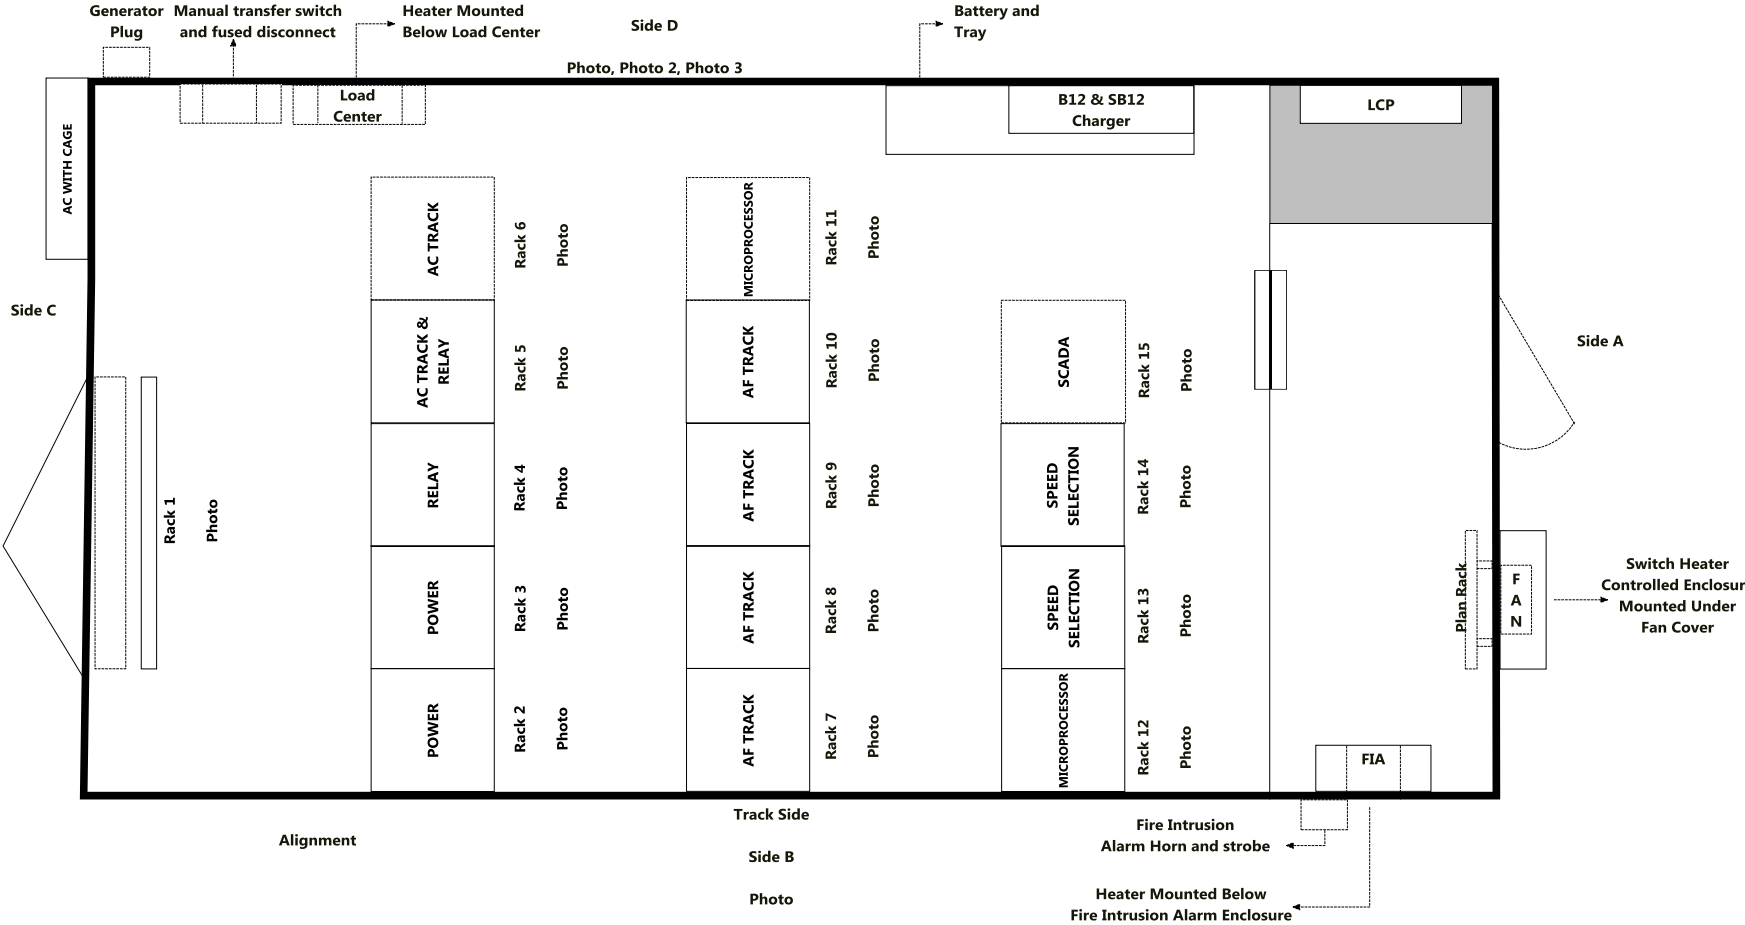 Generator
Plug
Manual transfer switch
and fused disconnect
Heater Mounted
Below Load Center
Side D
Photo, Photo 2, Photo 3
Battery and
Tray
AC WITH CAGE
Load
Center
B12 & SB12
Charger
LCP
Side C
Side A
Rack 1
Photo
AC TRACK
Rack 6
Photo
AC TRACK &
RELAY
Rack 5
Photo
RELAY
Rack 4
Photo
POWER
Rack 3
Photo
POWER
Rack 2
Photo
MICROPROCESSOR
Rack 11
Photo
AF TRACK
Rack 10
Photo
AF TRACK
Rack 9
Photo
AF TRACK
Rack 8
Photo
AF TRACK
Rack 7
Photo
SCADA
Rack 15
Photo
SPEED
SELECTION
Rack 14
Photo
SPEED
SELECTION
Rack 13
Photo
MICROPROCESSOR
Rack 12
Photo
Plan Rack
F
A
N
Switch Heater
Controlled Enclosur
Mounted Under
Fan Cover
FIA
Track Side
Side B
Photo
Alignment
Fire Intrusion
Alarm Horn and strobe
Heater Mounted Below
Fire Intrusion Alarm Enclosure